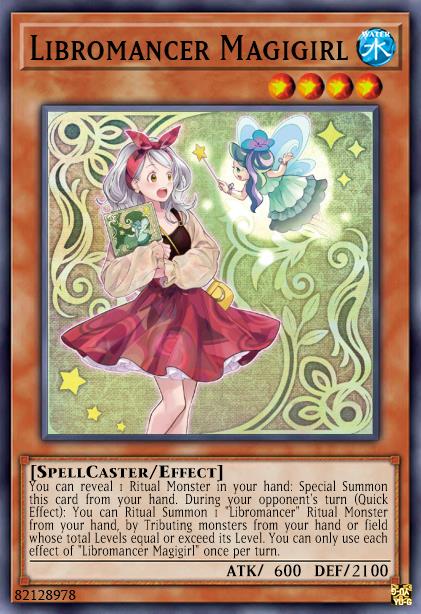 Libromancer Magigirl
WATER
水
[SpellCaster/Effect]
You can reveal 1 Ritual Monster in your hand: Special Summon
this card from your hand. During your opponent's turn (Quick
Effect): You can Ritual Summon 1 "Libromancer" Ritual Monster
from your hand, by Tributing monsters from your hand or field
whose total Levels equal or exceed its Level. You can only use each
effect of "Libromancer Magigirl" once per turn.
ATK/ 600 DEF/2100
82128978